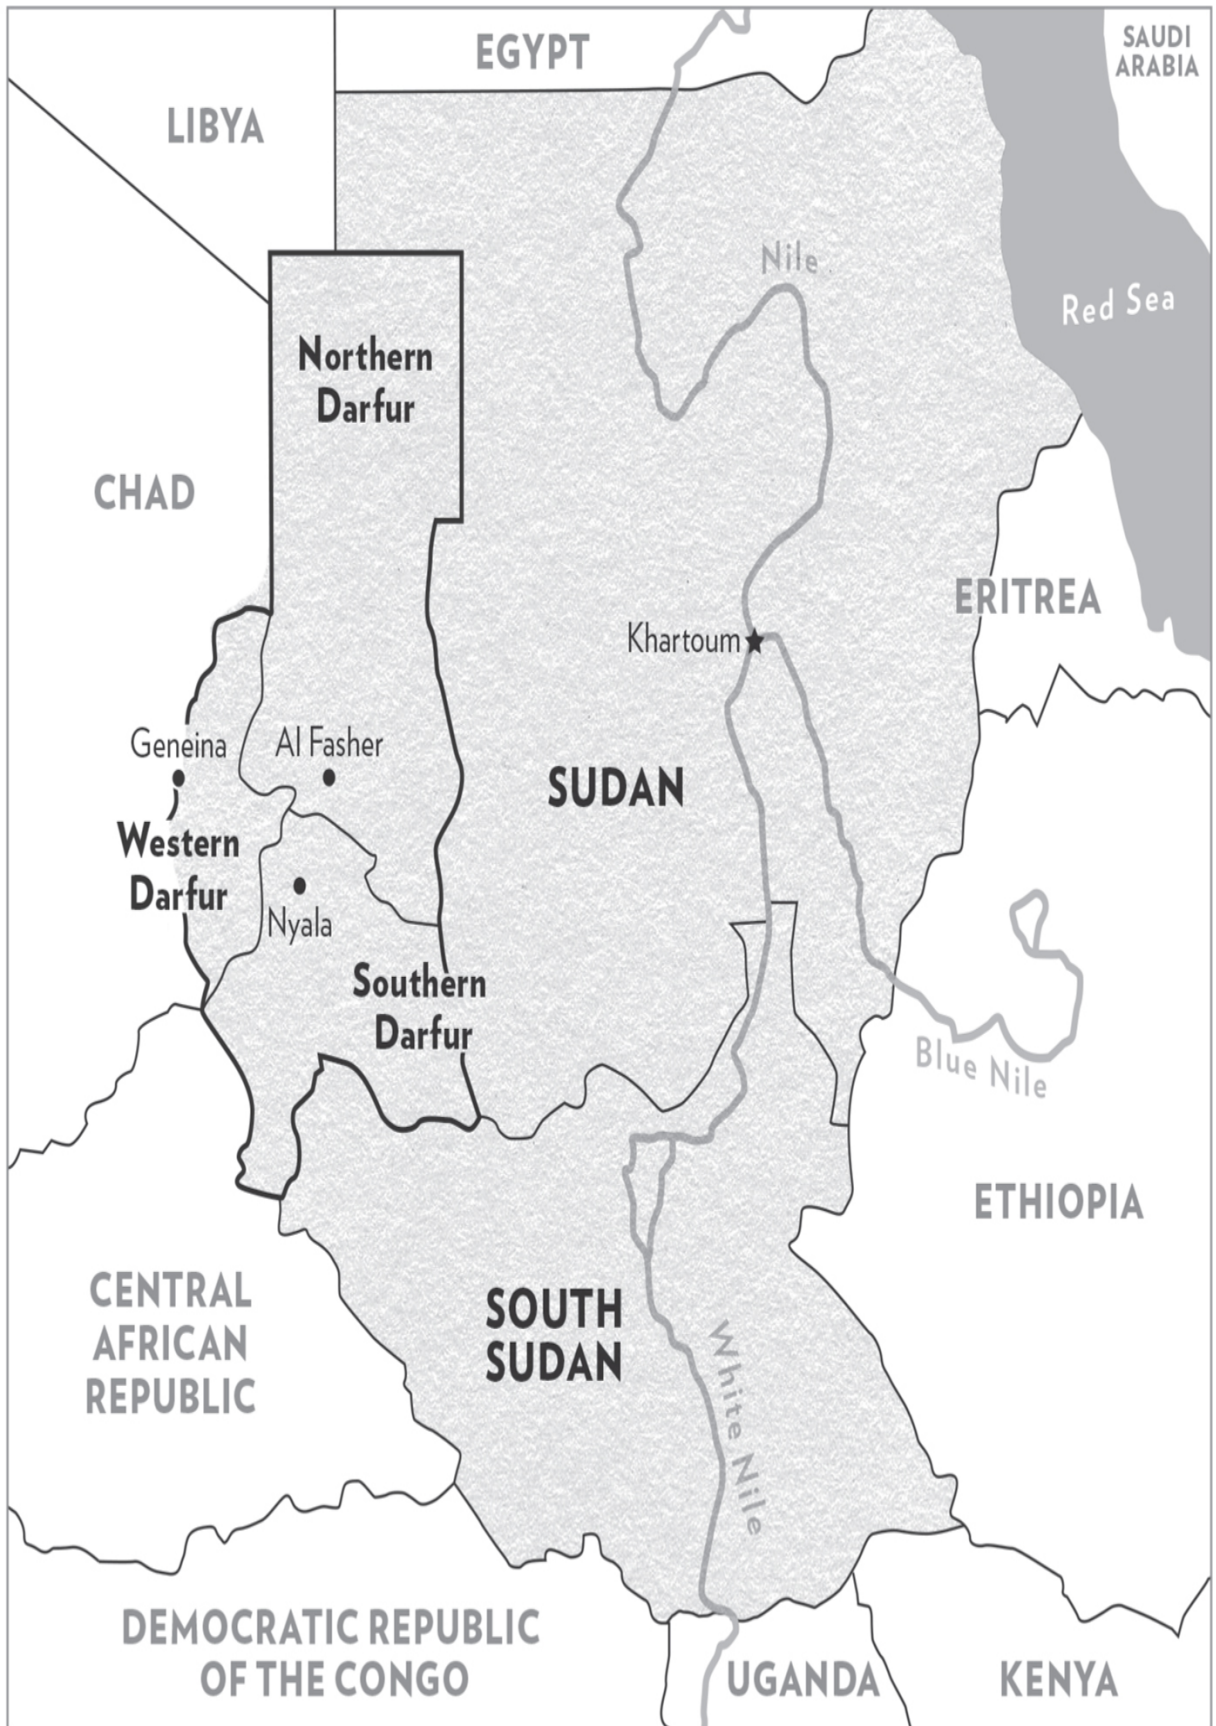 EGYPT
SAUDI
ARABIA
LIBYA
Nile
Red Sea
Northern
Darfur
CHAD
ERITREA
Khartoum
Geneina
Al Fasher
SUDAN
Western
Darfur
Nyala
Southern
Darfur
Blue Nile
ETHIOPIA
CENTRAL
AFRICAN
REPUBLIC
SOUTH
SUDAN
White Nile
DEMOCRATIC REPUBLIC
OF THE CONGO
UGANDA
KENYA